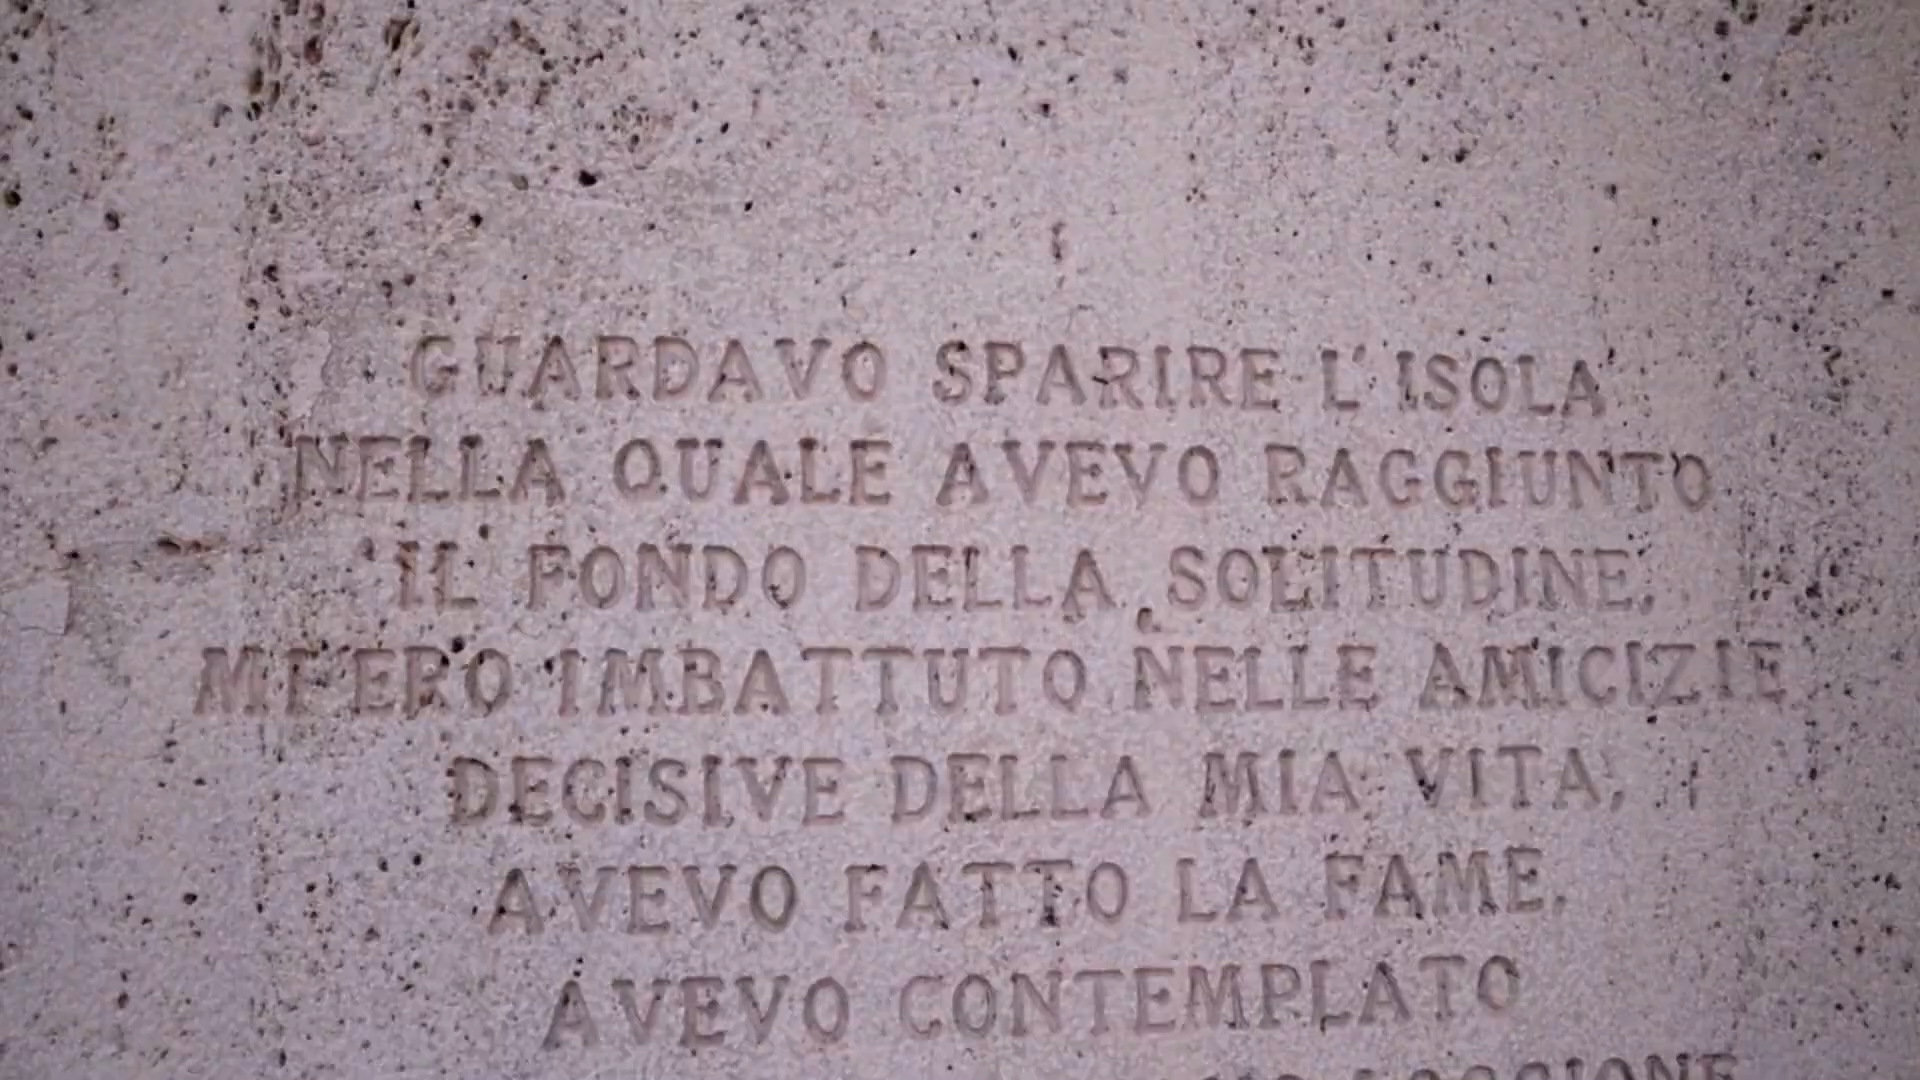 GUARDAVO SPARIRE L'ISOLA
NELLA QUALE AVEVO RAGGIUNTO
IL FONDO DELLA SOLITUDINE,
MI ERO IMBATTUTO NELLE AMICIZIE
DECISIVE DELLA MIA VITA,
AVEVO FATTO LA FAME,
AVEVO CONTEMPLATO